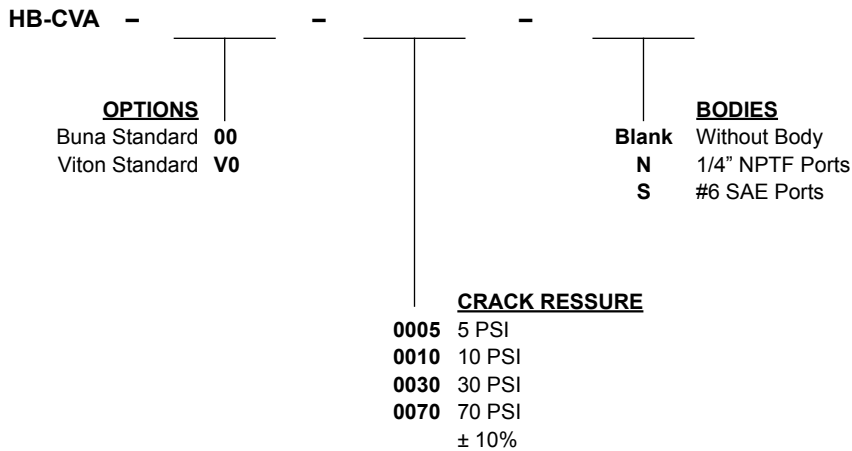 HB-CVA – – –
OPTIONS
Buna Standard 00
Viton Standard V0
BODIES
Blank Without Body
N 1/4” NPTF Ports
S #6 SAE Ports
CRACK RESSURE
0005 5 PSI
0010 10 PSI
0030 30 PSI
0070 70 PSI
± 10%